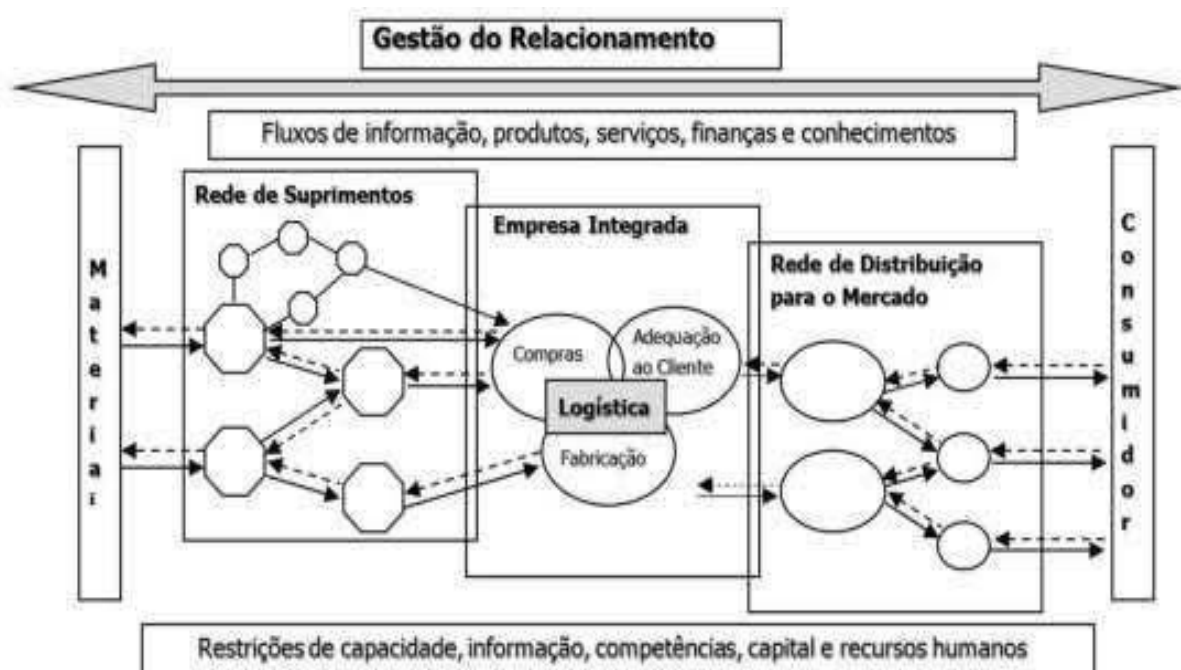 Gestão do Relacionamento
Fluxos de informação, produtos, serviços, finanças e conhecimentos
Rede de Suprimentos
Empresa Integrada
Rede de Distribuição
para o Mercado
Materiai
Compras
Adequação
ao Cliente
Logística
Fabricação
Consumidor
Restrições de capacidade, informação, competências, capital e recursos humanos